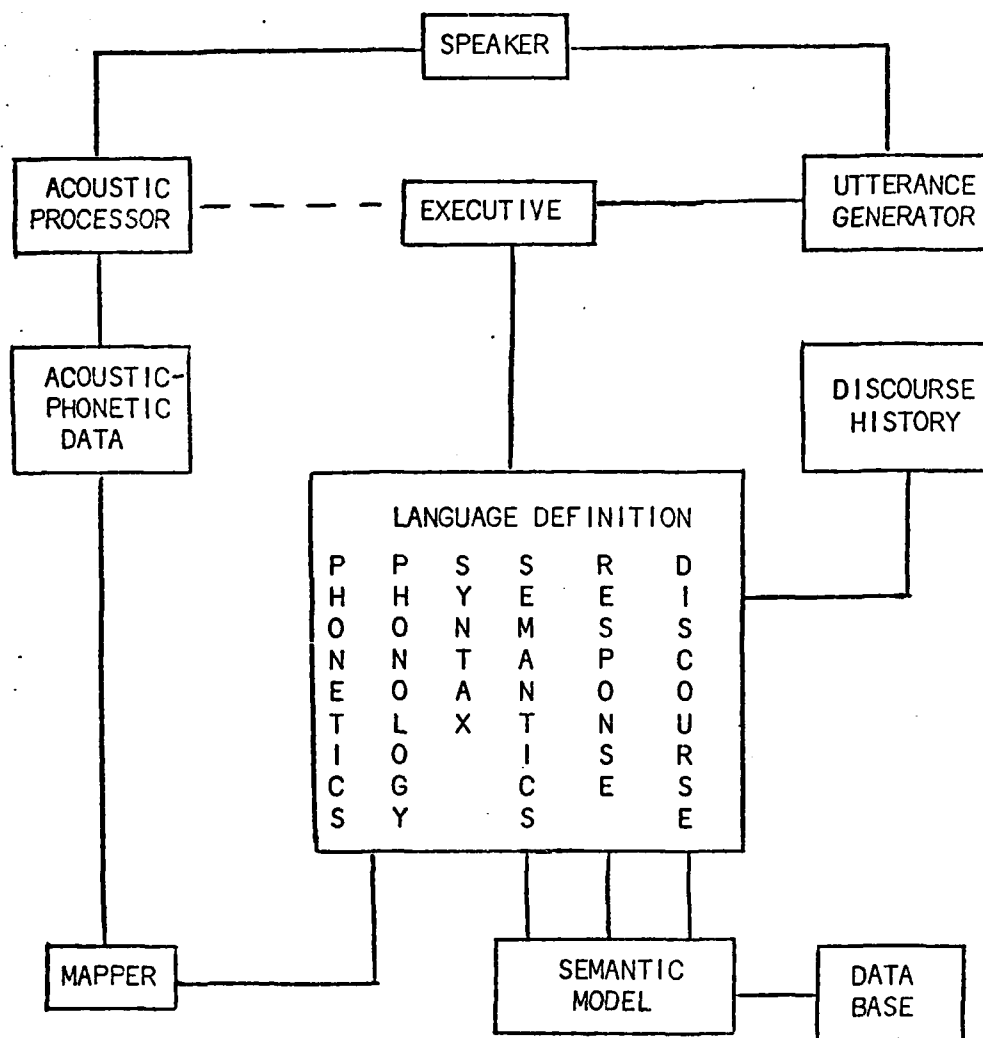 SPEAKER
ACOUSTIC
PROCESSOR
EXECUTIVE
UTTERANCE
GENERATOR
ACOUSTIC-
PHONETIC
DATA
DISCOURSE
HISTORY
LANGUAGE DEFINITION
PHONETICS
PHONOLOGY
SYNTAX
SEMANTICS
RESPONSE
DISCOURSE
MAPPER
SEMANTIC
MODEL
DATA
BASE